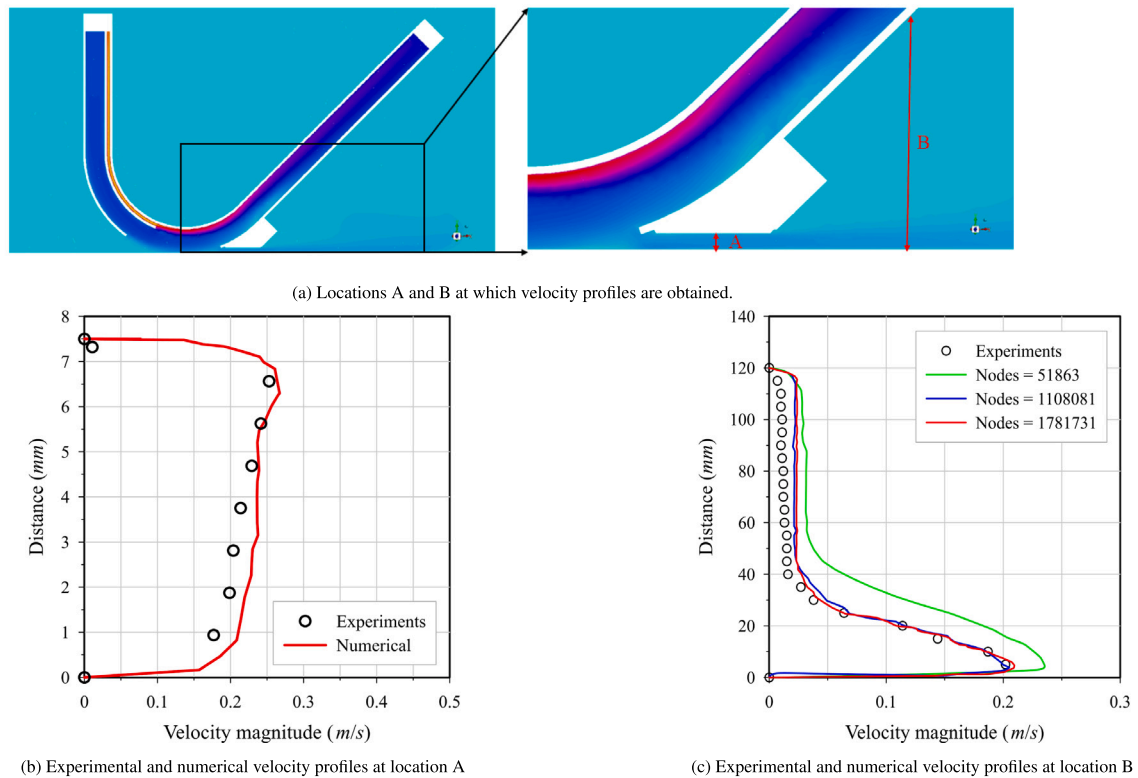 B
A
(a) Locations A and B at which velocity profiles are obtained.
8
7
6
5
4
3
2
1
0
Distance (mm)
Experiments
Numerical
0
0.1
0.2
0.3
0.4
0.5
Velocity magnitude (m/s)
(b) Experimental and numerical velocity profiles at location A
140
120
100
80
60
40
20
0
Distance (mm)
Experiments
Nodes = 51863
Nodes = 1108081
Nodes = 1781731
0
0.1
0.2
0.3
Velocity magnitude (m/s)
(c) Experimental and numerical velocity profiles at location B